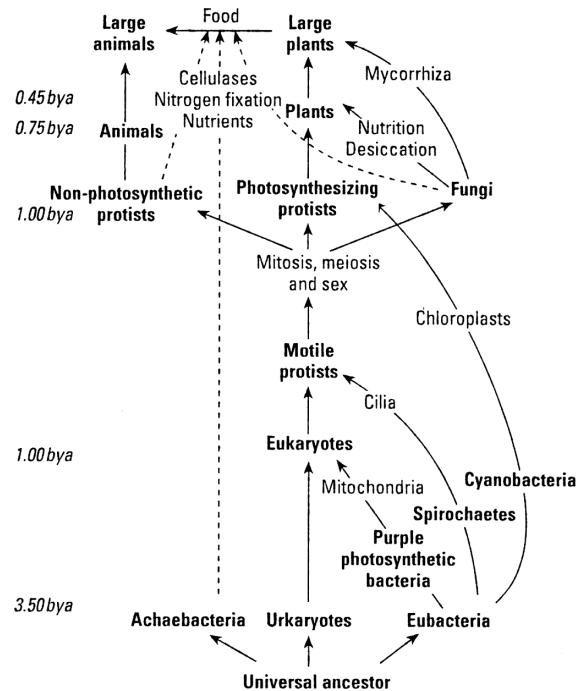 Food
Large
animals
Large
plants
Mycorrhiza
Cellulases
Nitrogen fixation
Nutrients
0.45 bya
Plants
0.75 bya
Animals
Nutrition
Desiccation
Non-photosynthetic
protists
Photosynthesizing
protists
Fungi
1.00 bya
Mitosis, meiosis
and sex
Chloroplasts
Motile
protists
Cilia
Eukaryotes
1.00 bya
Cyanobacteria
Mitochondria
Spirochaetes
Purple
photosynthetic
bacteria
3.50 bya
Achaebacteria
Urkaryotes
Eubacteria
Universal ancestor